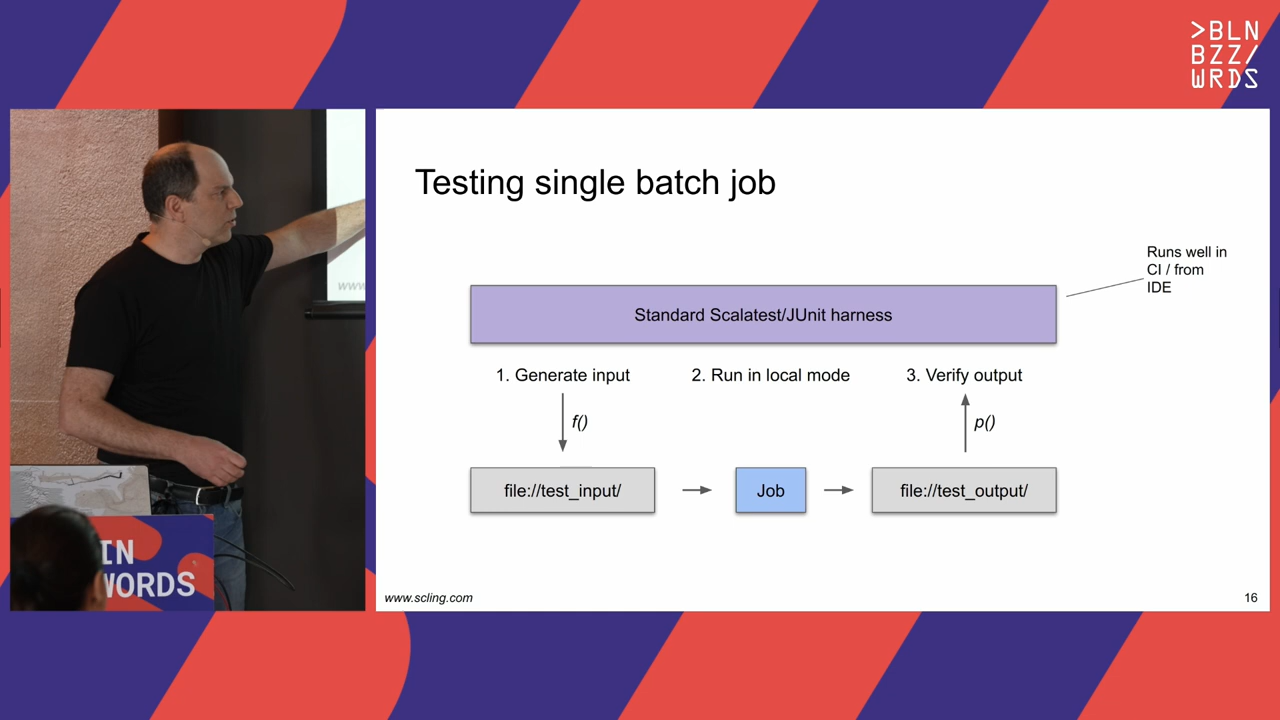 >BLN
BZZ/
WRDS
Testing single batch job
Runs well in
CI / from
IDE
Standard Scalatest/JUnit harness
1. Generate input
2. Run in local mode
3. Verify output
f()
p()
file://test_input/
Job
file://test_output/
www.scling.com
16
www
IN
WORDS